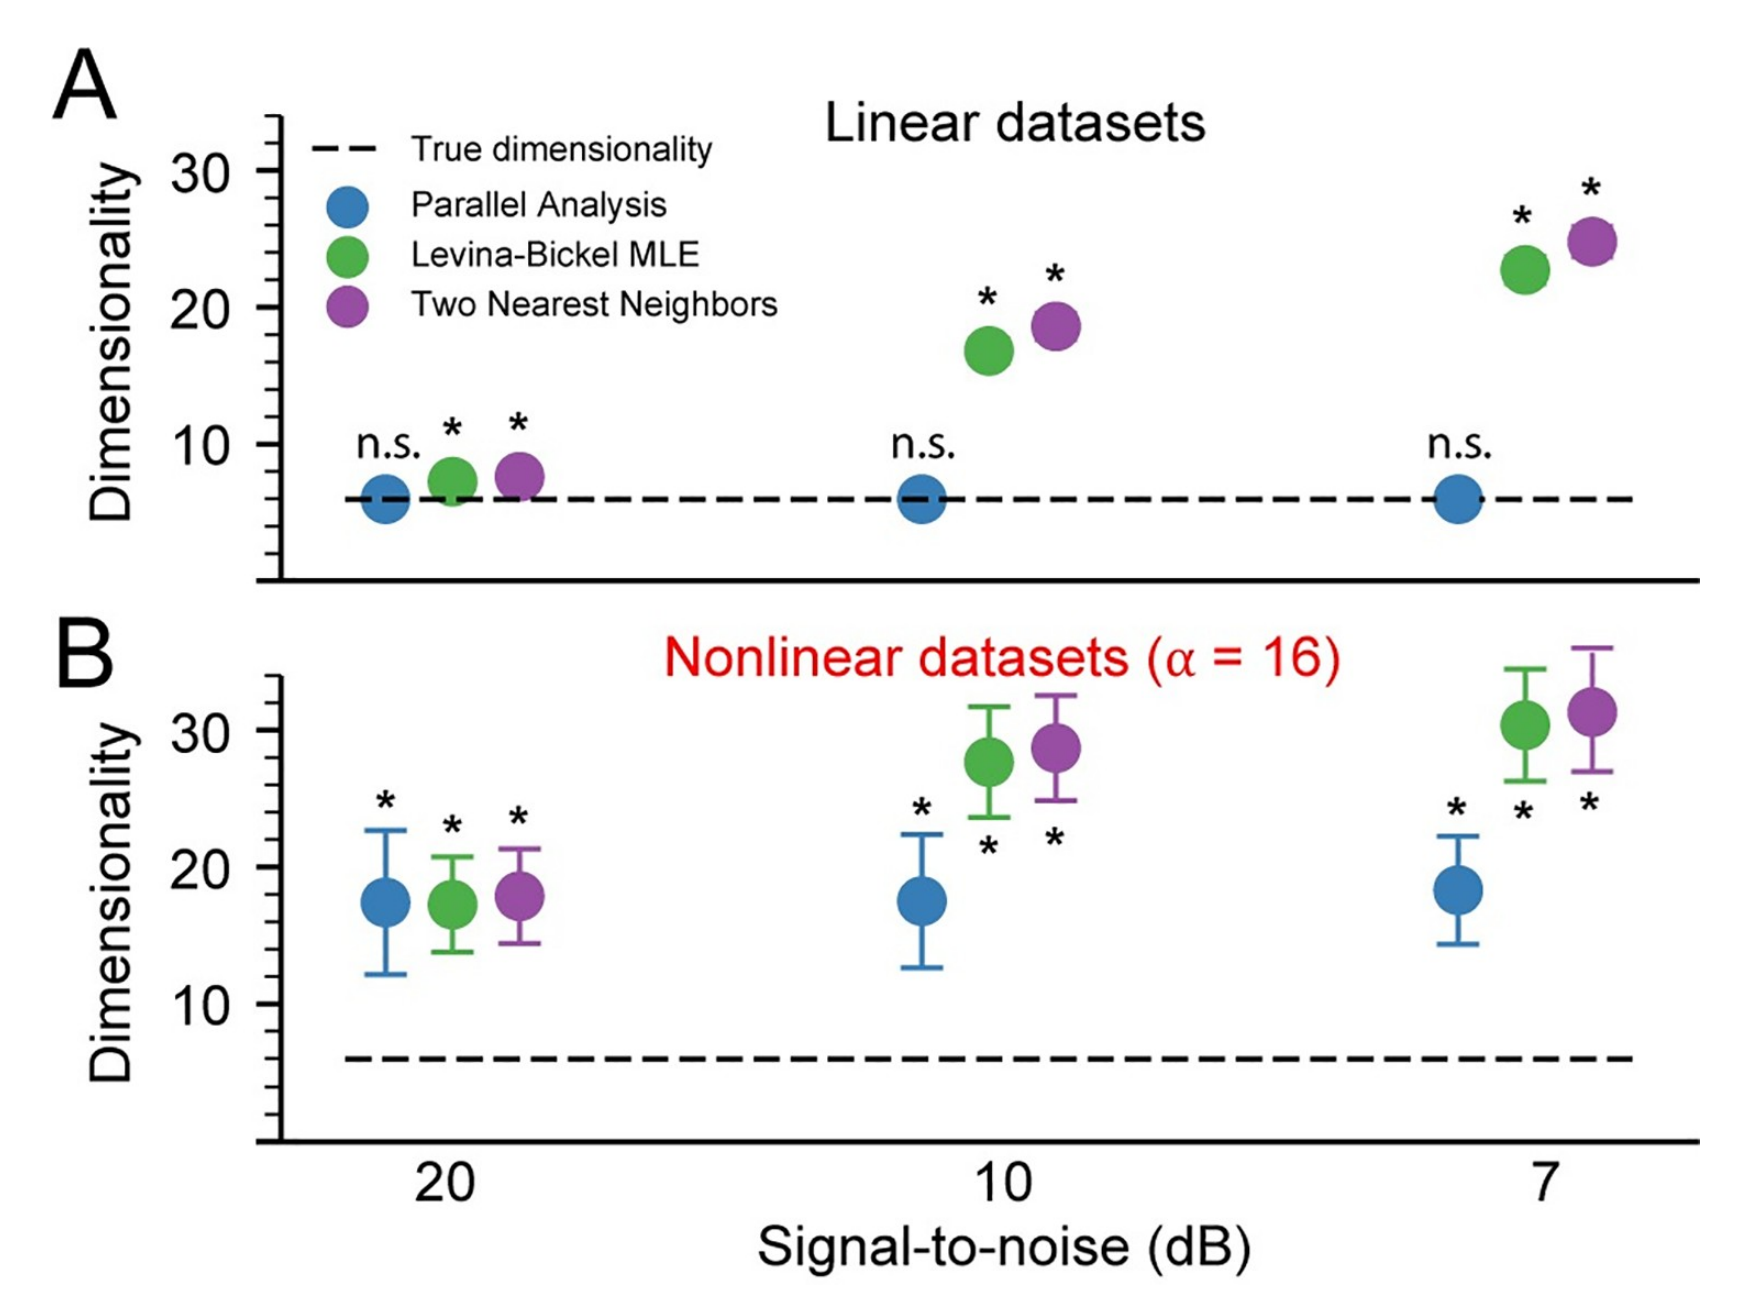 A
Linear datasets
True dimensionality
Parallel Analysis
Levina-Bickel MLE
Two Nearest Neighbors
Dimensionality
30
20
10
* *
* *
n.s. * * n.s. n.s.
B
Nonlinear datasets (α = 16)
Dimensionality
30
20
10
* * * * * * * * *
20 10 7
Signal-to-noise (dB)